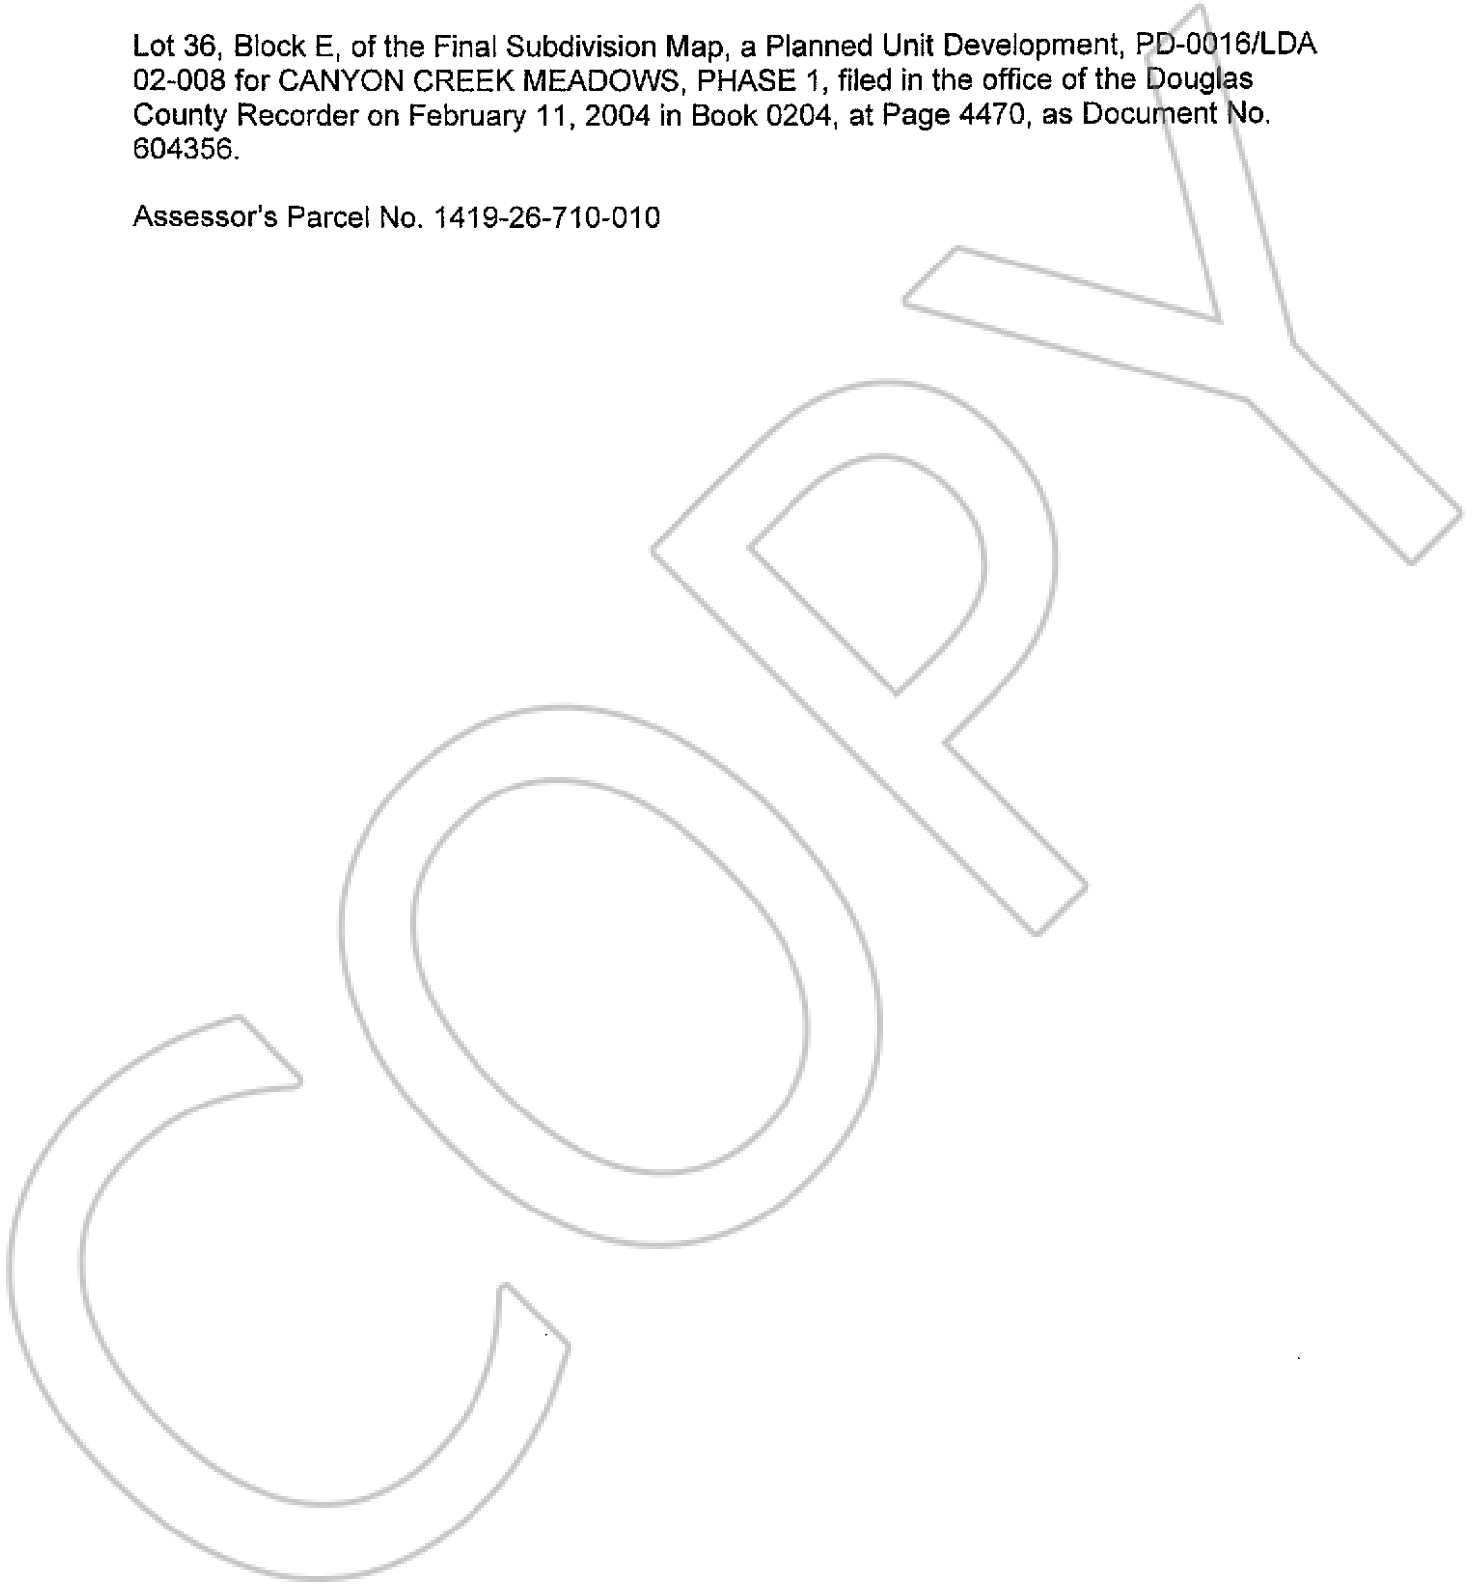 Lot 36, Block E, of the Final Subdivision Map, a Planned Unit Development, PD-0016/LDA
02-008 for CANYON CREEK MEADOWS, PHASE 1, filed in the office of the Douglas
County Recorder on February 11, 2004 in Book 0204, at Page 4470, as Document No.
604356.
Assessor's Parcel No. 1419-26-710-010
COPY